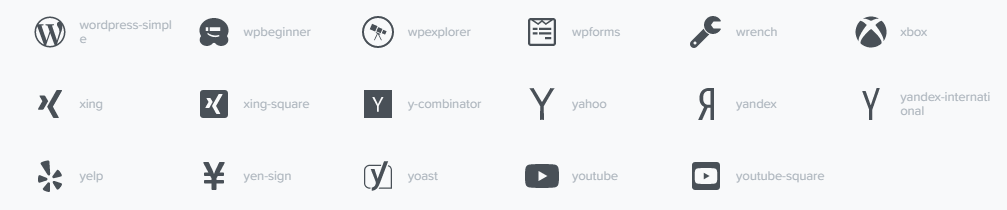 wordpress-simpl
e
wpbeginner
wpexplorer
wpforms
wrench
xbox
xing
xing-square
y-combinator
yahoo
yandex
yandex-internati
onal
yelp
yen-sign
yoast
youtube
youtube-square